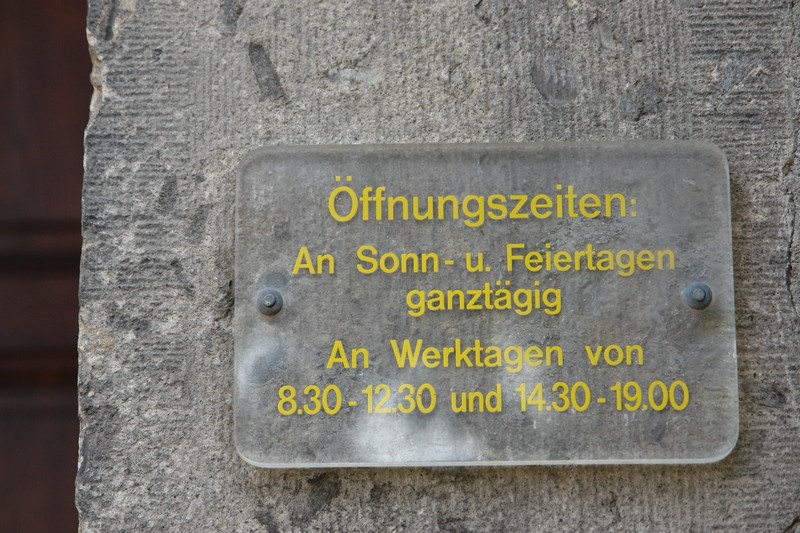 Öffnungszeiten:
An Sonn- u. Feiertagen
ganztägig
An Werktagen von
8.30-12.30 und 14.30-19.00